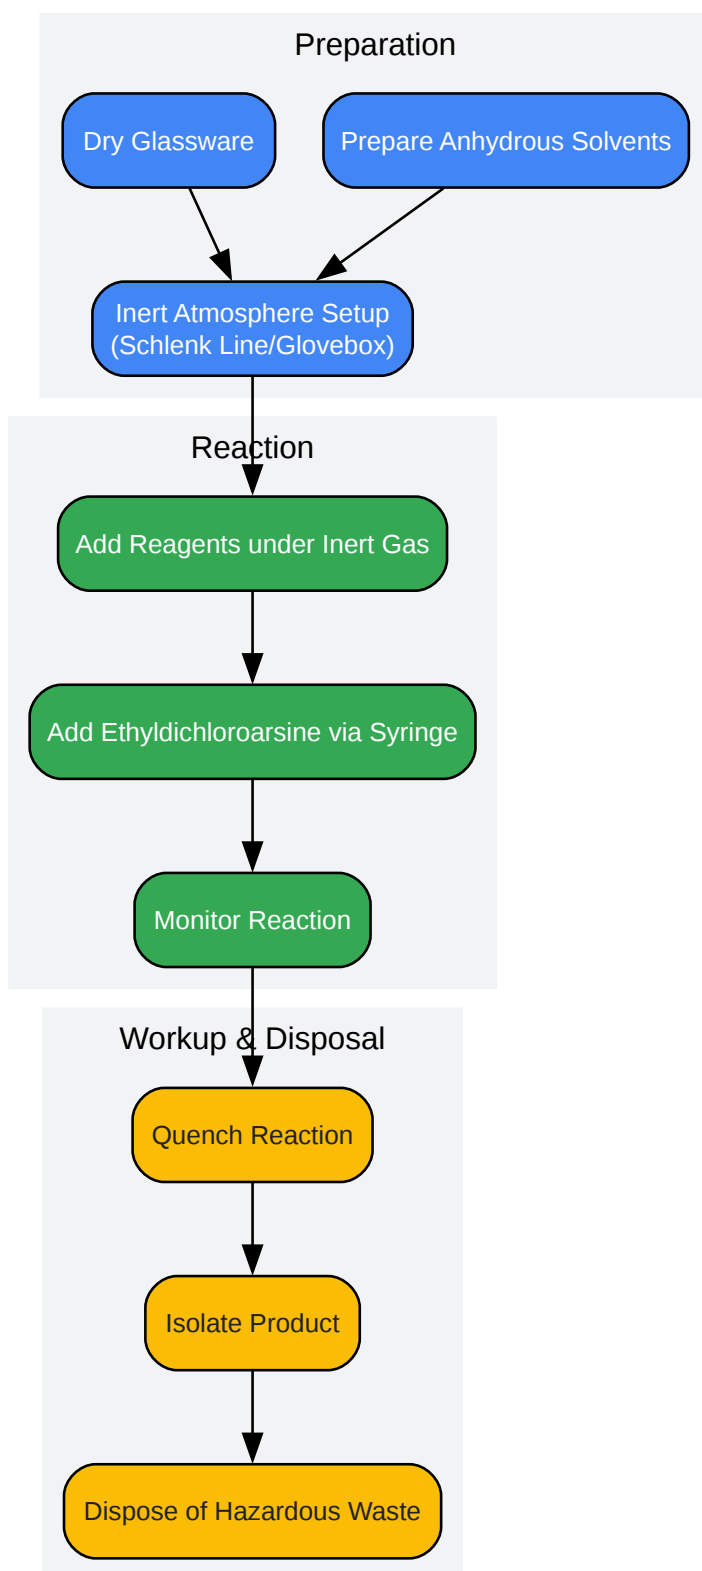 Preparation
Dry Glassware
Prepare Anhydrous Solvents
Inert Atmosphere Setup
(Schlenk Line/Glovebox)
Reaction
Add Reagents under Inert Gas
Add Ethyldichloroarsine via Syringe
Monitor Reaction
Workup & Disposal
Quench Reaction
Isolate Product
Dispose of Hazardous Waste